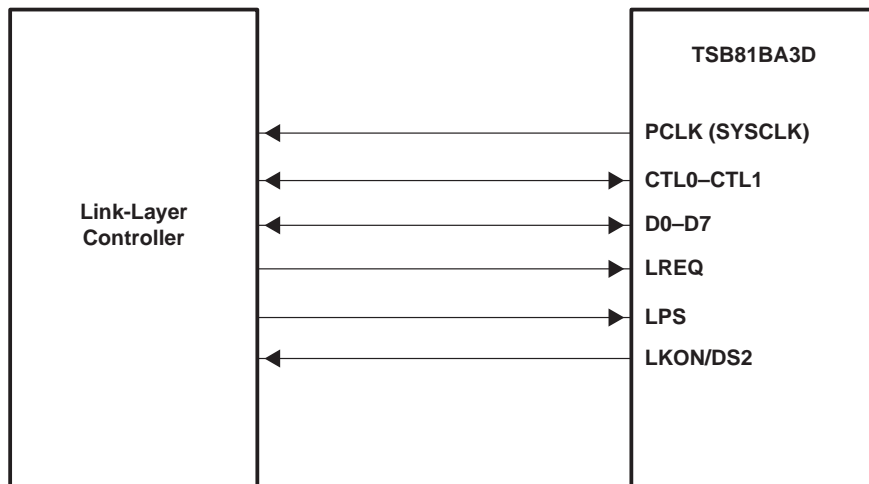 TSB81BA3D
PCLK (SYSCLK)
CTL0–CTL1
Link-Layer
Controller
D0–D7
LREQ
LPS
LKON/DS2